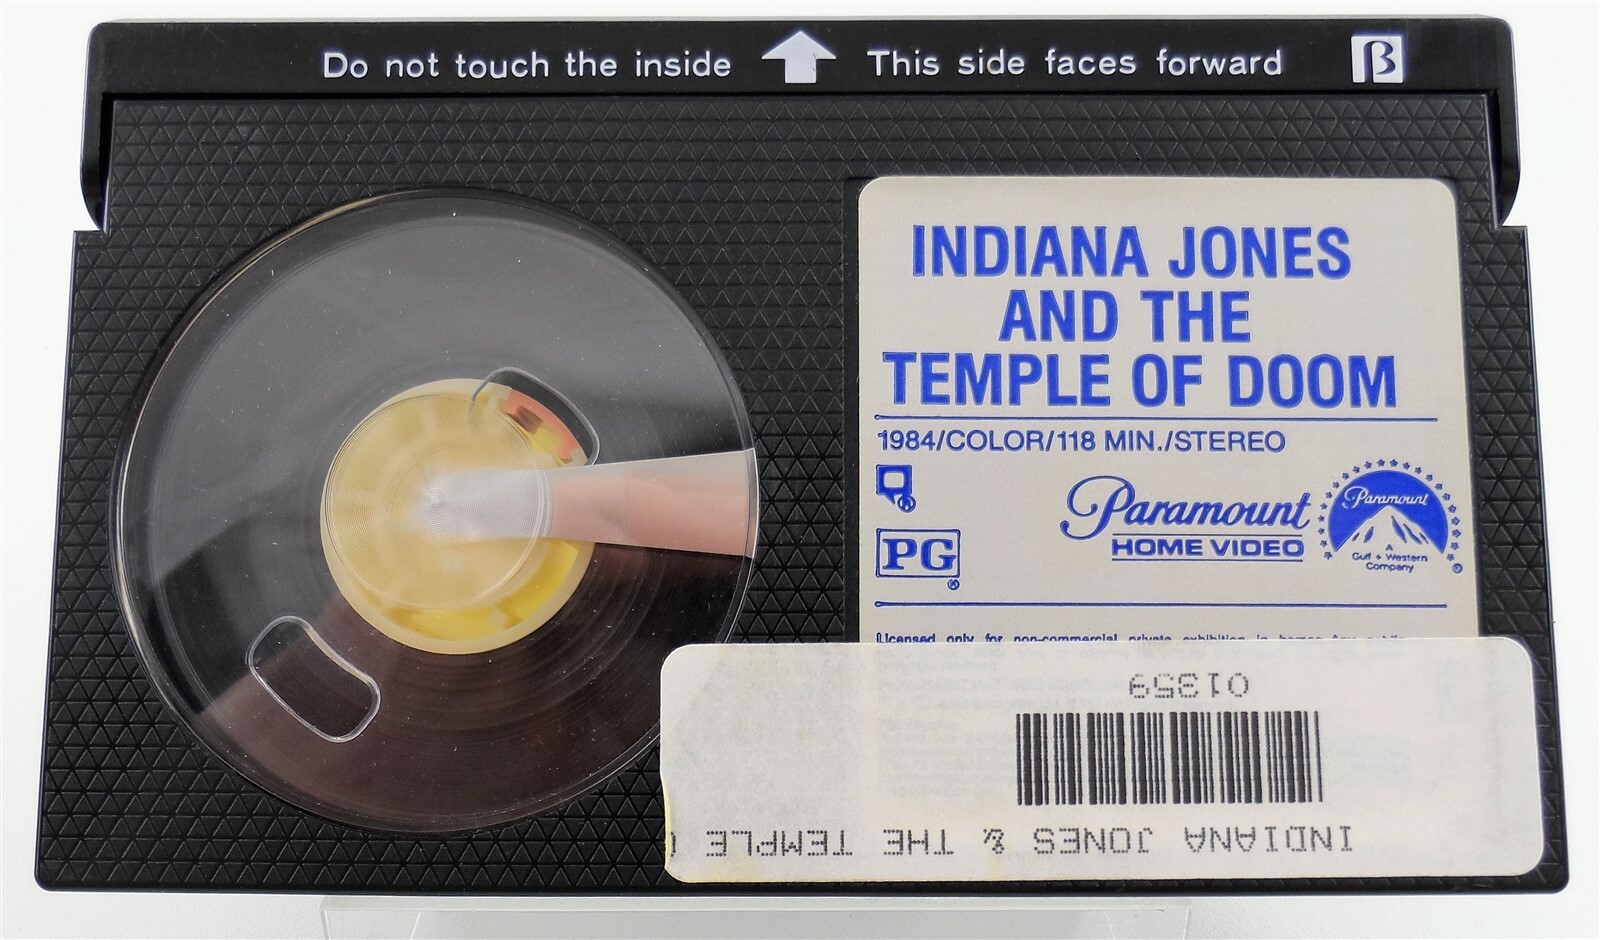 Do not touch the inside This side faces forward β
INDIANA JONES
AND THE
TEMPLE OF DOOM
1984/COLOR/118 MIN./STEREO
Paramount
HOME VIDEO
Paramount
A
Gulf + Western
Company
®
PG
®
Licensed only for non-commercial private exhibition in homes Any public
01359
INDIANA JONES & THE TEMPLE (